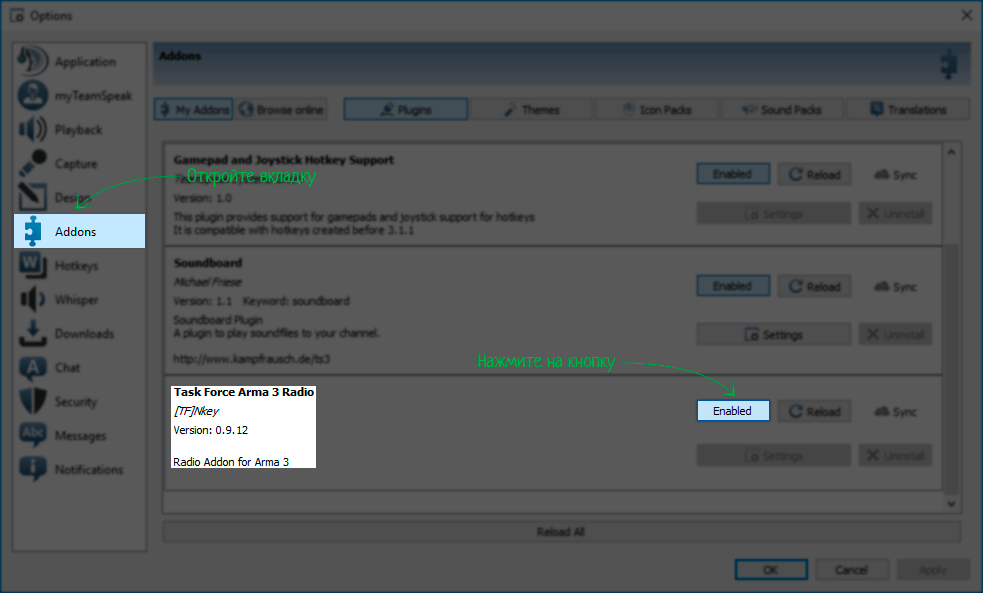 Options
Application
myTeamSpeak
Playback
Capture
Design
Addons
Hotkeys
Whisper
Downloads
Chat
Security
Messages
Notifications
Addons
My Addons Browse online Plugins Themes Icon Packs Sound Packs Translations
Откройте вкладку
Gamepad and Joystick Hotkey Support
Version: 1.0
This plugin provides support for gamepads and joystick support for hotkeys
It is compatible with hotkeys created before 3.1.1
Enabled Reload Sync
Settings Uninstall
Soundboard
Michael Friese
Version: 1.1 Keyword: soundboard
Soundboard Plugin
A plugin to play soundfiles to your channel.
http://www.kampfrausch.de/ts3
Enabled Reload Sync
Settings Uninstall
Нажмите на кнопку
Task Force Arma 3 Radio
[TF]Nkey
Version: 0.9.12
Radio Addon for Arma 3
Enabled Reload Sync
Settings Uninstall
Reload All
OK Cancel Apply